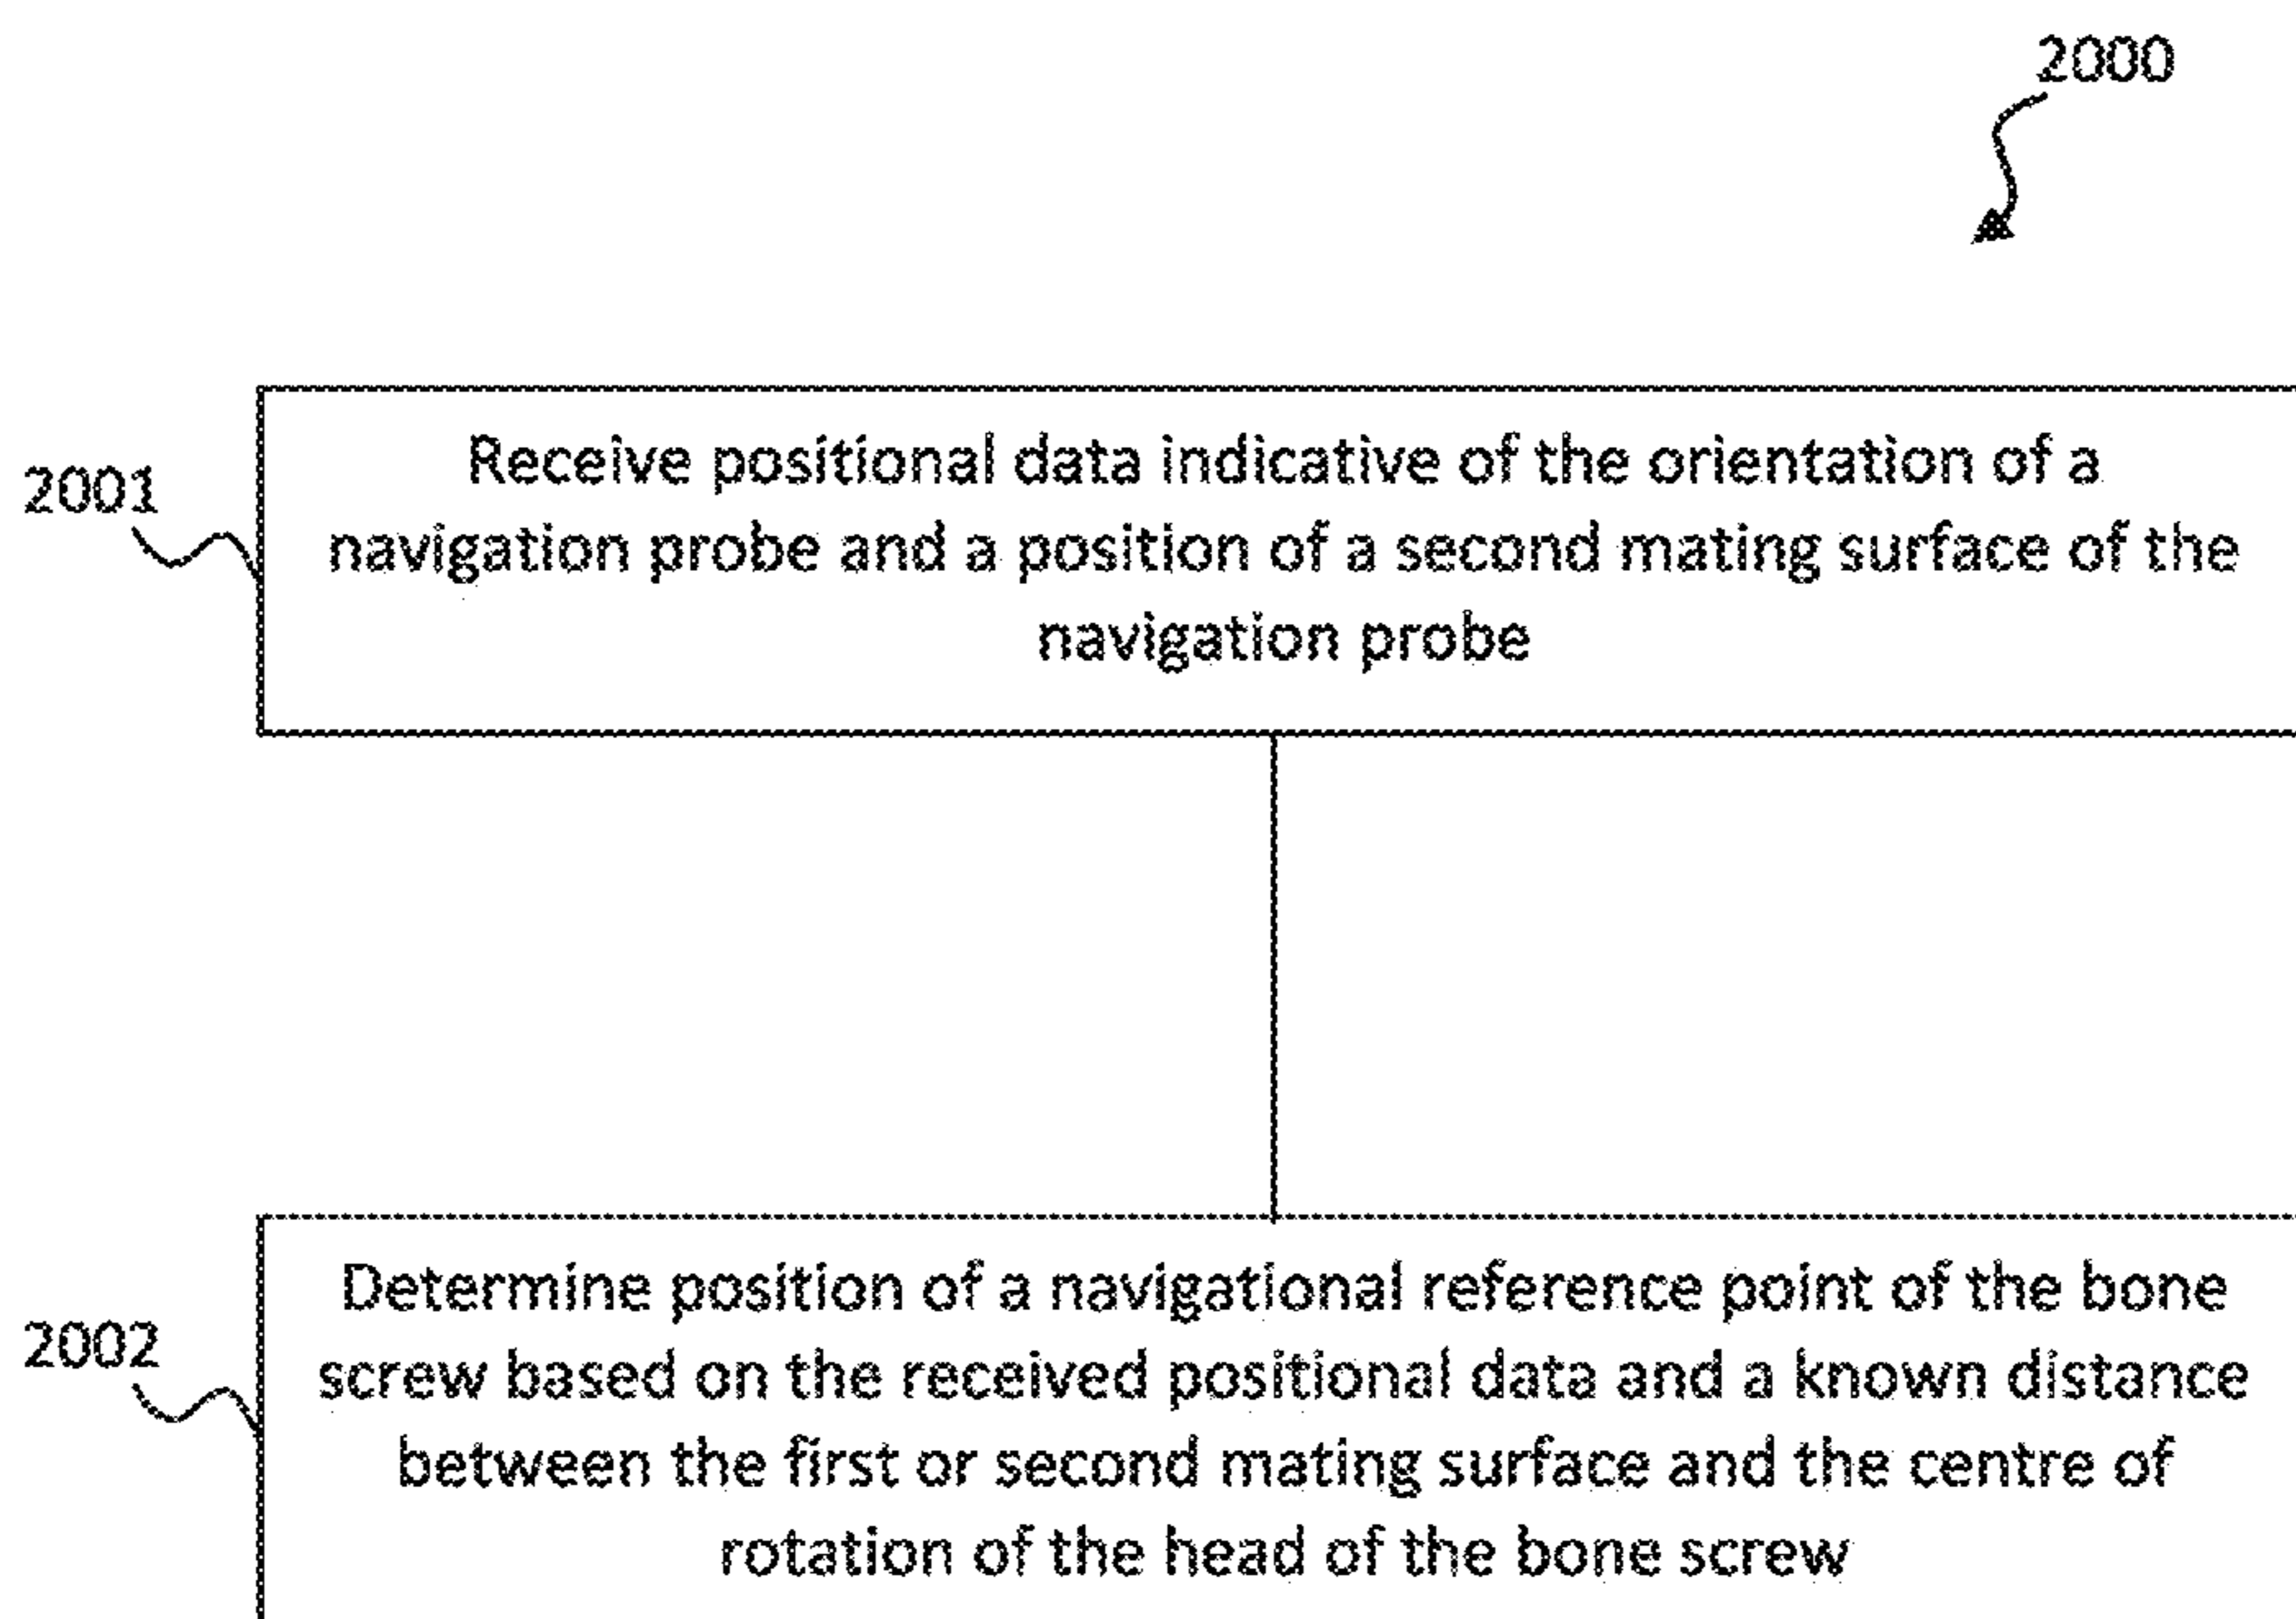 2000
2001
Receive positional data indicative of the orientation of a
navigation probe and a position of a second mating surface of the
navigation probe
2002
Determine position of a navigational reference point of the bone
screw based on the received positional data and a known distance
between the first or second mating surface and the centre of
rotation of the head of the bone screw